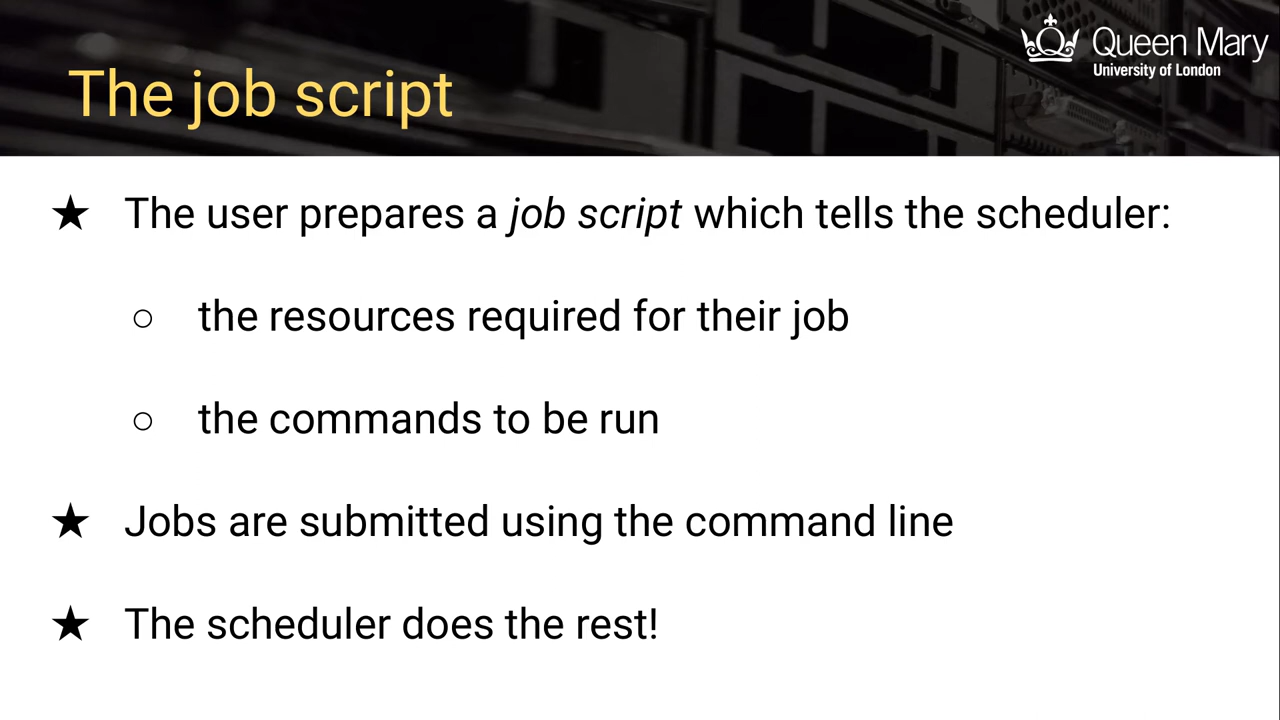 Queen Mary
University of London
The job script
★ The user prepares a job script which tells the scheduler:
○ the resources required for their job
○ the commands to be run
★ Jobs are submitted using the command line
★ The scheduler does the rest!